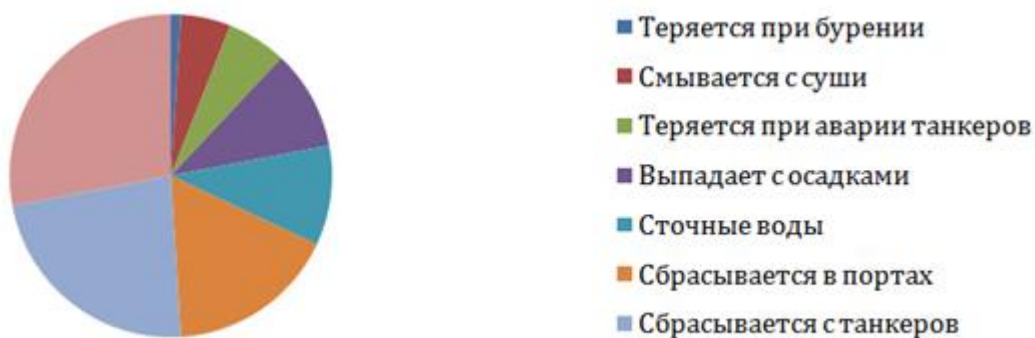 Теряется при бурении
Смывается с суши
Теряется при аварии танкеров
Выпадает с осадками
Сточные воды
Сбрасывается в портах
Сбрасывается с танкеров